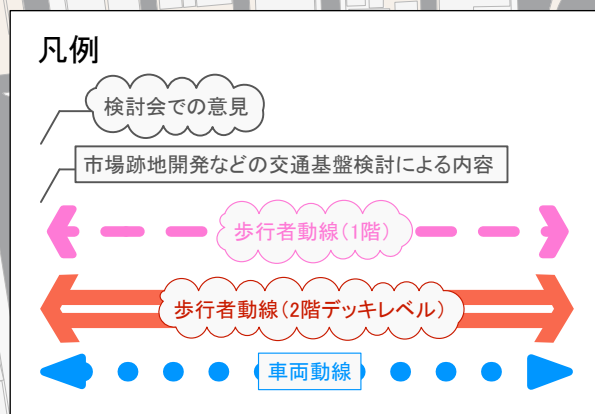 凡例
検討会での意見
市場跡地開発などの交通基盤検討による内容
歩行者動線(1階)
歩行者動線(2階デッキレベル)
車両動線